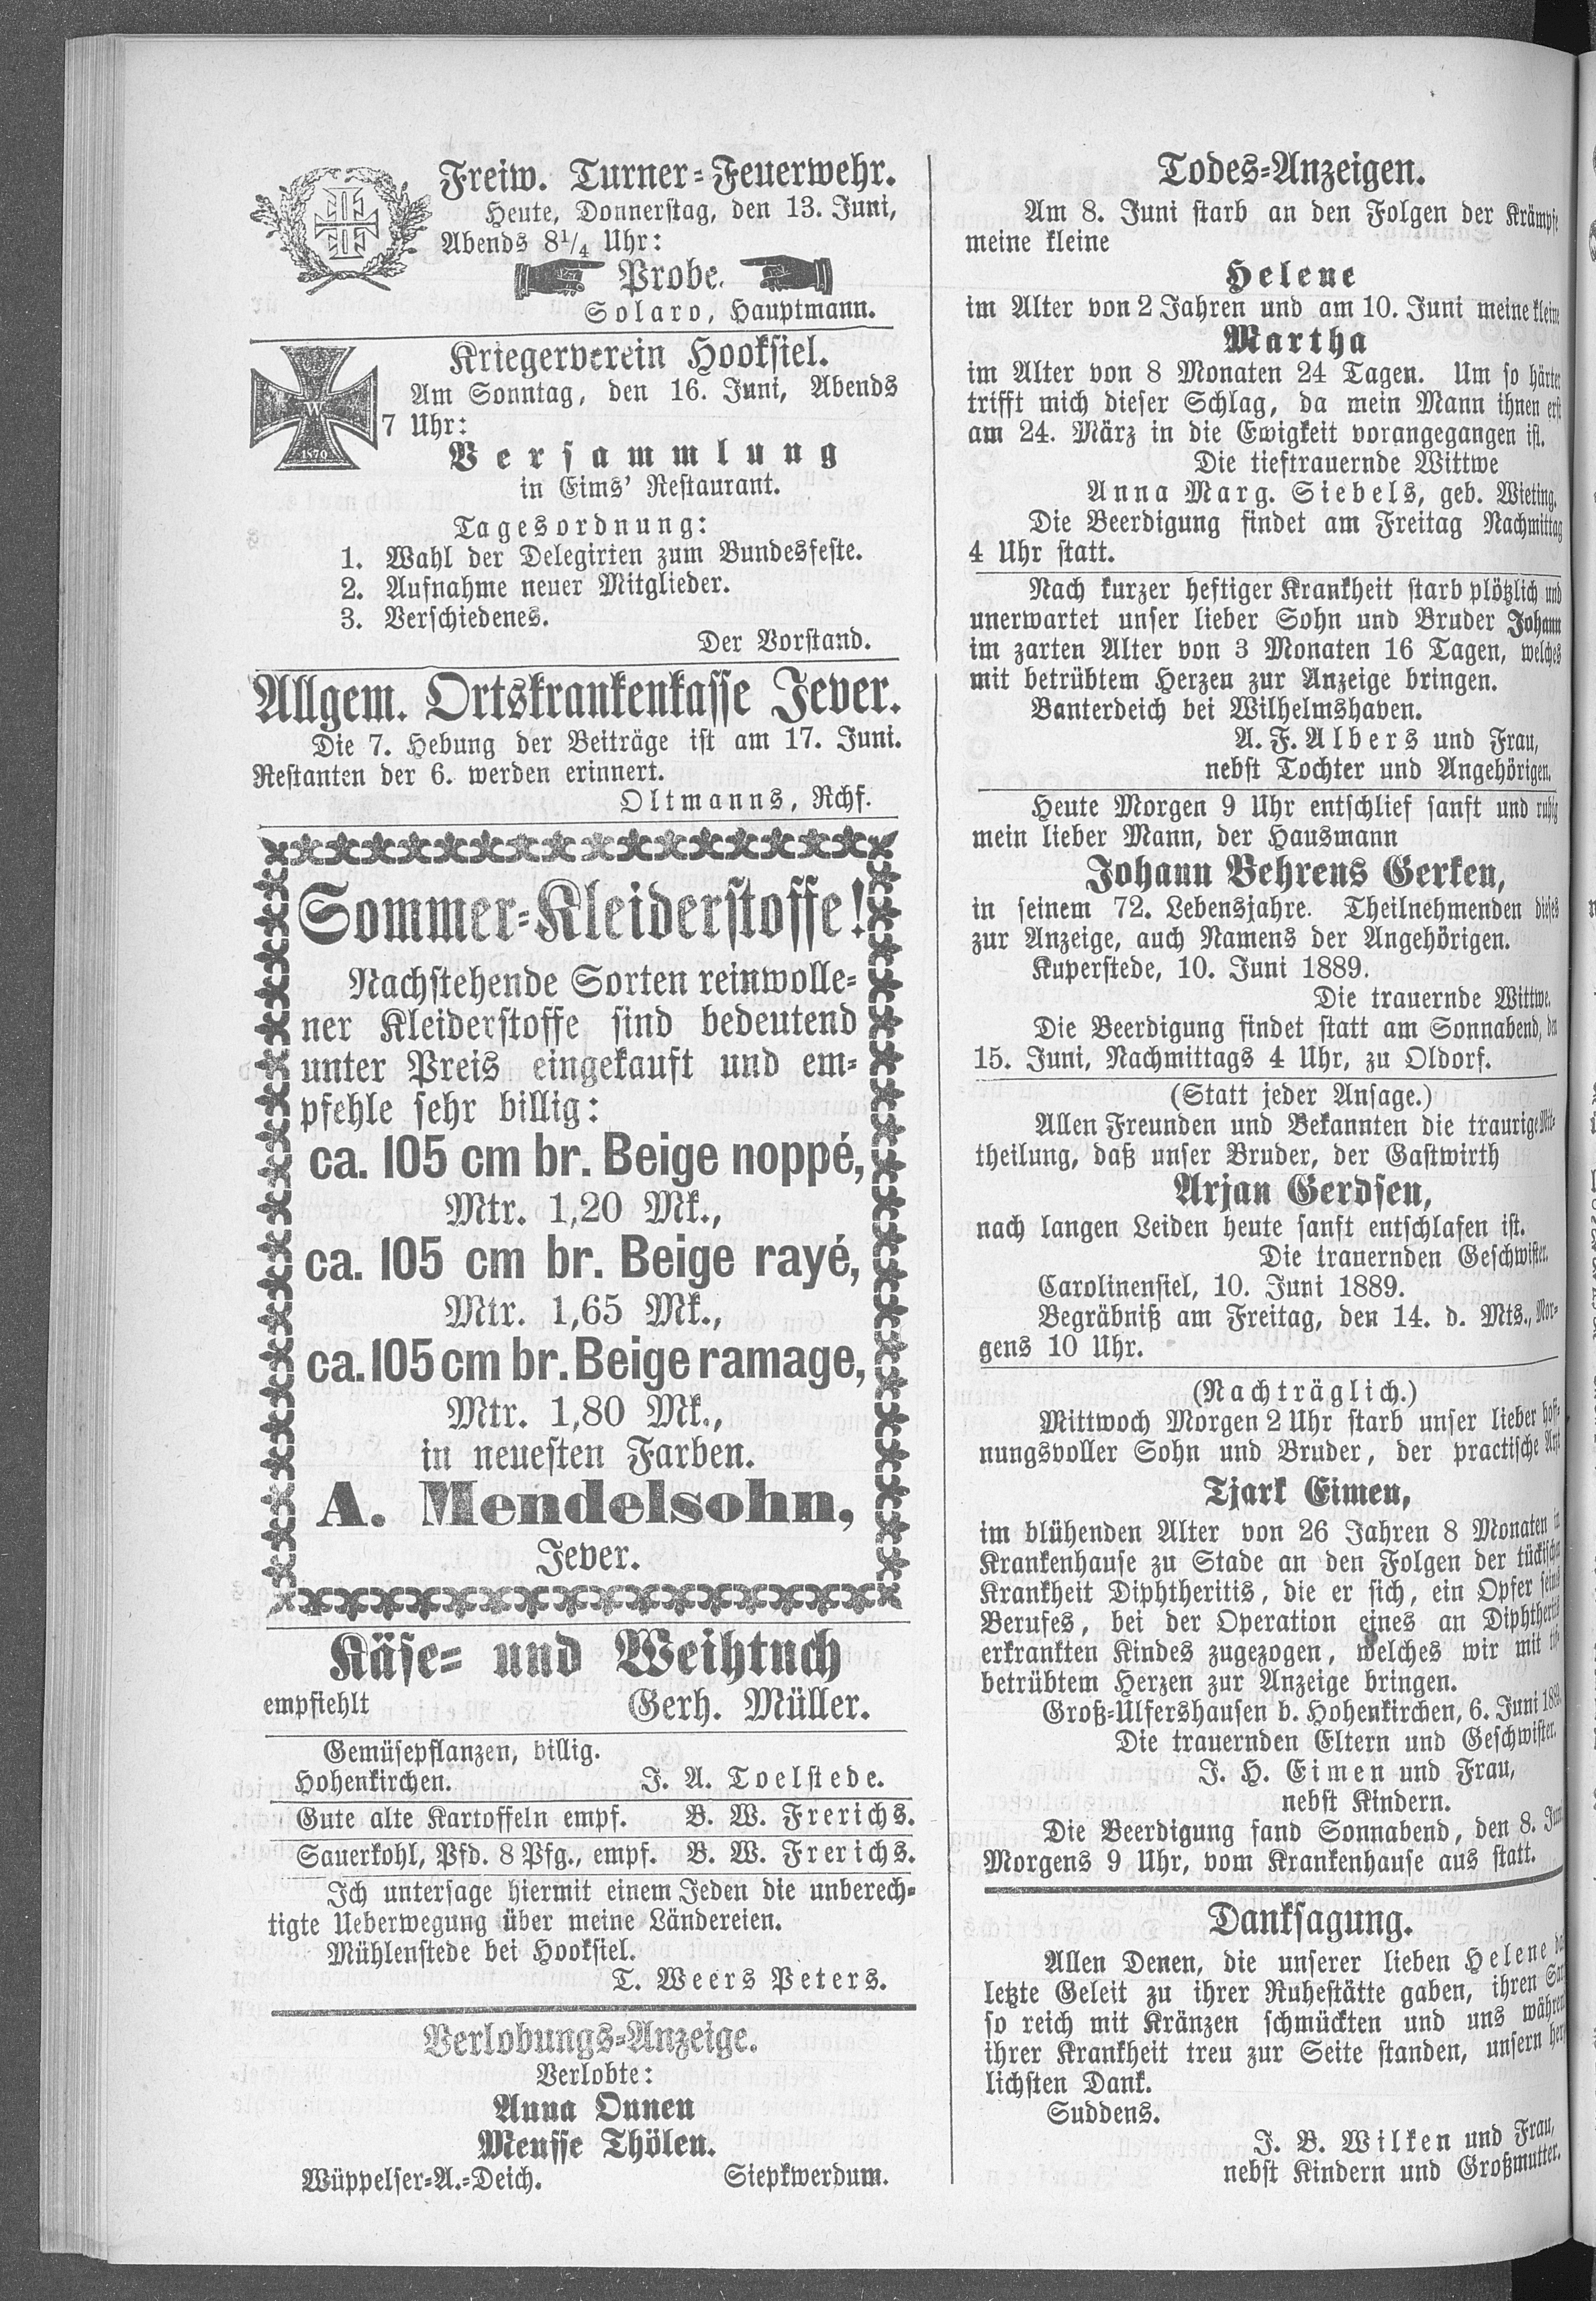 Freiw. Turner-Feuerwehr.
Heute, Donnerstag, den 13. Juni,
Abends 8¼ Uhr:
Probe.
Solaro, Hauptmann.
Kriegerverein Hooksiel.
Am Sonntag, den 16. Juni, Abends
7 Uhr:
W
1870
Versammlung
in Eims' Restaurant.
Tagesordnung:
1. Wahl der Delegirten zum Bundesfeste.
2. Aufnahme neuer Mitglieder.
3. Verschiedenes.
Der Vorstand.
Allgem. Ortskrankenkasse Jever.
Die 7. Hebung der Beiträge ist am 17. Juni.
Restanten der 6. werden erinnert.
Oltmanns, Rchf.
Sommer-Kleiderstoffe!
Nachstehende Sorten reinwolle-
ner Kleiderstoffe sind bedeutend
unter Preis eingekauft und em-
pfehle sehr billig:
ca. 105 cm br. Beige noppé,
Mtr. 1,20 Mk.,
ca. 105 cm br. Beige rayé,
Mtr. 1,65 Mk.,
ca. 105 cm br. Beige ramage,
Mtr. 1,80 Mk.,
in neuesten Farben.
A. Mendelsohn,
Jever.
Käse- und Weihtuch
empfiehlt Gerh. Müller.
Gemüsepflanzen, billig.
Hohenkirchen. J. A. Toelstede.
Gute alte Kartoffeln empf. B. W. Frerichs.
Sauerkohl, Pfd. 8 Pfg., empf. B. W. Frerichs.
Ich untersage hiermit einem Jeden die unberech-
tigte Ueberwegung über meine Ländereien.
Mühlenstede bei Hooksiel.
T. Weers Peters.
Verlobungs-Anzeige.
Verlobte:
Anna Onnen
Mensse Thölen.
Wüppelser-A.-Deich. Siepkwerdum.
Todes-Anzeigen.
Am 8. Juni starb an den Folgen der Krämpfe
meine kleine
Helene
im Alter von 2 Jahren und am 10. Juni meine kleine
Martha
im Alter von 8 Monaten 24 Tagen. Um so härter
trifft mich dieser Schlag, da mein Mann ihnen erst
am 24. März in die Ewigkeit vorangegangen ist.
Die tieftrauernde Wittwe
Anna Marg. Siebels, geb. Wieting.
Die Beerdigung findet am Freitag Nachmittag
4 Uhr statt.
Nach kurzer heftiger Krankheit starb plötzlich und
unerwartet unser lieber Sohn und Bruder Johann
im zarten Alter von 3 Monaten 16 Tagen, welches
mit betrübtem Herzen zur Anzeige bringen.
Banterdeich bei Wilhelmshaven.
A. F. Albers und Frau,
nebst Tochter und Angehörigen.
Heute Morgen 9 Uhr entschlief sanft und ruhig
mein lieber Mann, der Hausmann
Johann Behrens Gerken,
in seinem 72. Lebensjahre. Theilnehmenden dieses
zur Anzeige, auch Namens der Angehörigen.
Kuperstede, 10. Juni 1889.
Die trauernde Wittwe.
Die Beerdigung findet statt am Sonnabend, den
15. Juni, Nachmittags 4 Uhr, zu Oldorf.
(Statt jeder Ansage.)
Allen Freunden und Bekannten die traurige Mit-
theilung, daß unser Bruder, der Gastwirth
Arjan Gerdsen,
nach langen Leiden heute sanft entschlafen ist.
Die trauernden Geschwister.
Carolinensiel, 10. Juni 1889.
Begräbniß am Freitag, den 14. d. Mts., Mor-
gens 10 Uhr.
(Nachträglich.)
Mittwoch Morgen 2 Uhr starb unser lieber hoff-
nungsvoller Sohn und Bruder, der practische Arzt
Tjark Eimen,
im blühenden Alter von 26 Jahren 8 Monaten in
Krankenhause zu Stade an den Folgen der tückischen
Krankheit Diphtheritis, die er sich, ein Opfer seines
Berufes, bei der Operation eines an Diphtheritis
erkrankten Kindes zugezogen, welches wir mit
betrübtem Herzen zur Anzeige bringen.
Groß-Ulfershausen b. Hohenkirchen, 6. Juni 1889.
Die trauernden Eltern und Geschwister.
J. H. Eimen und Frau,
nebst Kindern.
Die Beerdigung fand Sonnabend, den 8. Juni
Morgens 9 Uhr, vom Krankenhause aus statt.
Danksagung.
Allen Denen, die unserer lieben Helene das
letzte Geleit zu ihrer Ruhestätte gaben, ihren Sarg
so reich mit Kränzen schmückten und uns während
ihrer Krankheit treu zur Seite standen, unsern herz-
lichsten Dank.
Suddens.
J. B. Wilken und Frau,
nebst Kindern und Großmutter.